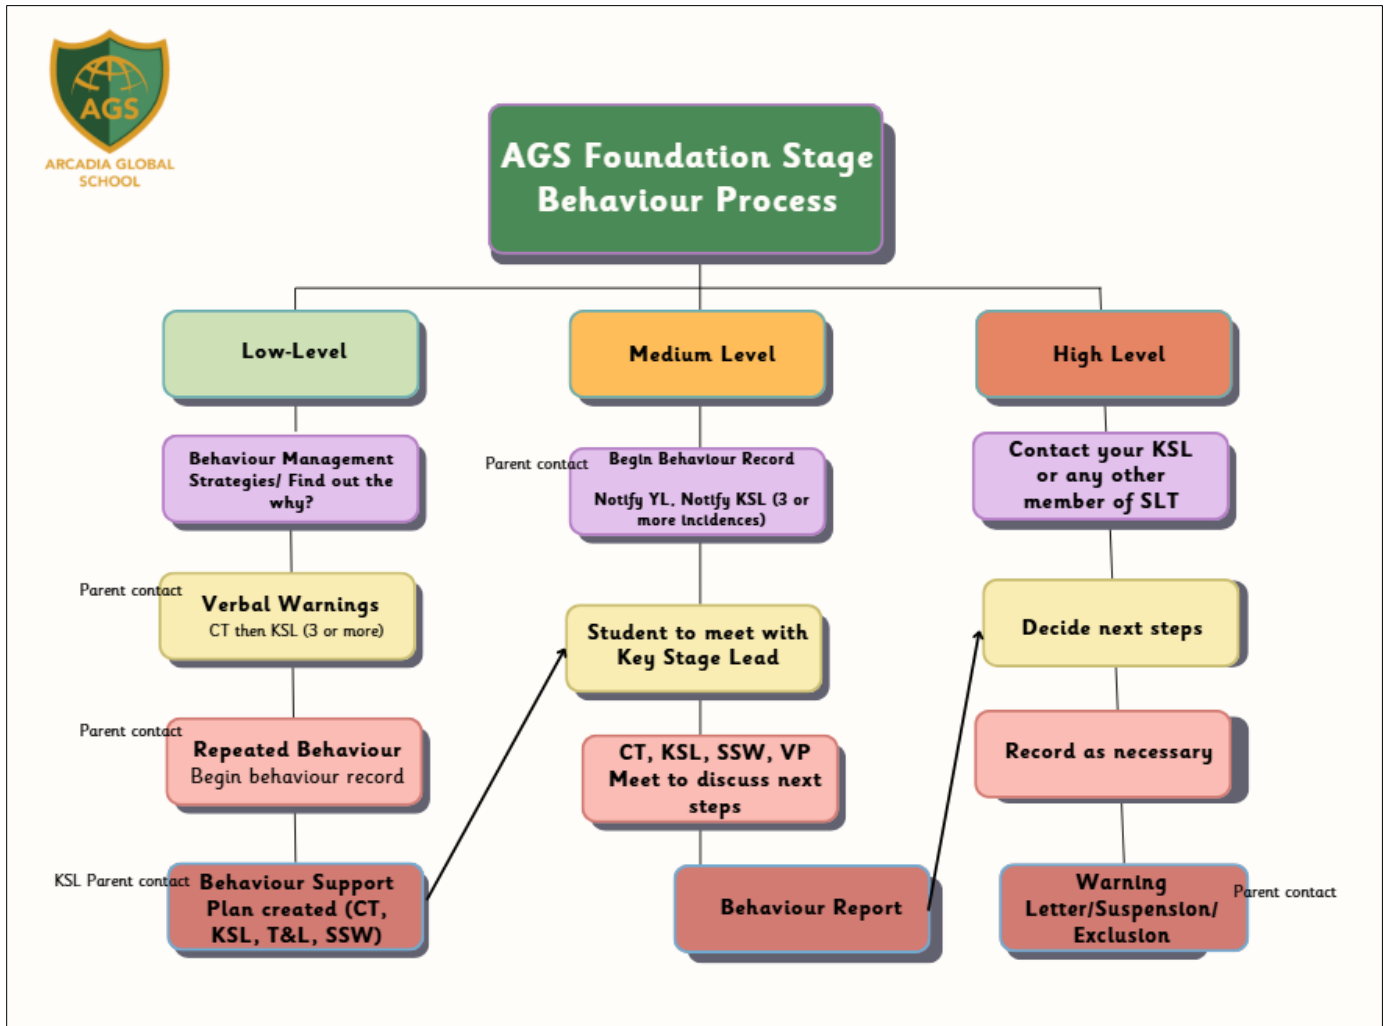 AGS
ARCADIA GLOBAL
SCHOOL
AGS Foundation Stage
Behaviour Process
Low-Level
Behaviour Management
Strategies/ Find out the
why?
Parent contact
Verbal Warnings
CT then KSL (3 or more)
Parent contact
Repeated Behaviour
Begin behaviour record
KSL Parent contact
Behaviour Support
Plan created (CT,
KSL, T&L, SSW)
Medium Level
Parent contact
Begin Behaviour Record
Notify YL, Notify KSL (3 or
more incidences)
Student to meet with
Key Stage Lead
CT, KSL, SSW, VP
Meet to discuss next
steps
Behaviour Report
High Level
Contact your KSL
or any other
member of SLT
Decide next steps
Record as necessary
Warning
Letter/Suspension/
Exclusion
Parent contact